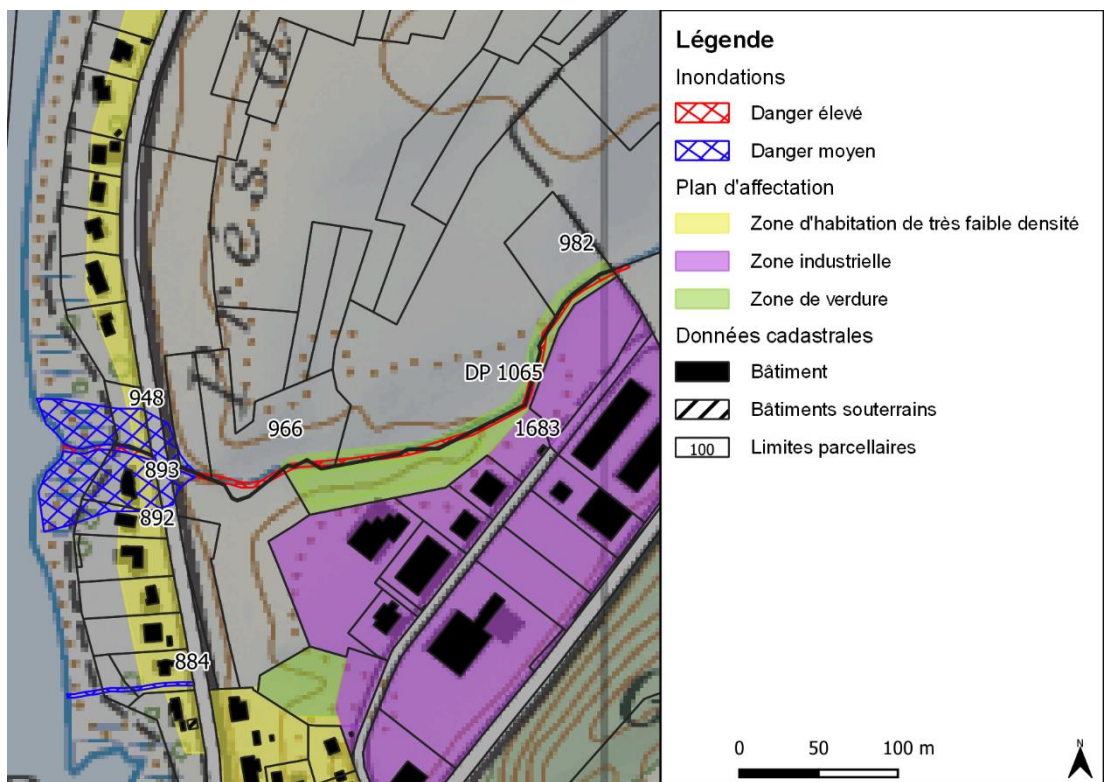 982
DP 1065
1683
948
966
893
892
884
Légende
Inondations
Danger élevé
Danger moyen
Plan d'affectation
Zone d'habitation de très faible densité
Zone industrielle
Zone de verdure
Données cadastrales
Bâtiment
Bâtiments souterrains
100 Limites parcellaires
0 50 100 m
N